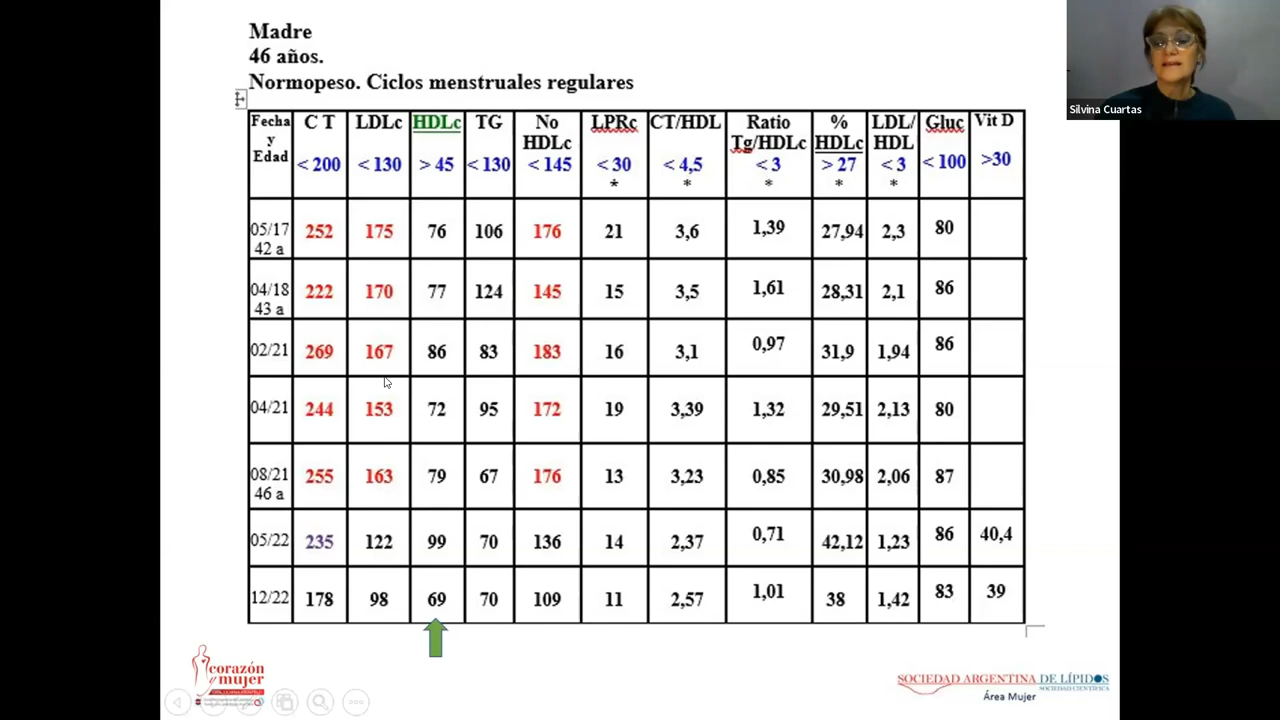 Madre
46 años.
Normopeso. Ciclos menstruales regulares
Silvina Cuartas
Fecha y Edad | C T < 200 | LDLc < 130 | HDLc > 45 | TG < 130 | No HDLc < 145 | LPRc < 30 * | CT/HDL < 4,5 * | Ratio Tg/HDLc < 3 * | % HDLc > 27 * | LDL/ HDL < 3 * | Gluc < 100 | Vit D >30
05/17 42 a | 252 | 175 | 76 | 106 | 176 | 21 | 3,6 | 1,39 | 27,94 | 2,3 | 80
04/18 43 a | 222 | 170 | 77 | 124 | 145 | 15 | 3,5 | 1,61 | 28,31 | 2,1 | 86
02/21 | 269 | 167 | 86 | 83 | 183 | 16 | 3,1 | 0,97 | 31,9 | 1,94 | 86
04/21 | 244 | 153 | 72 | 95 | 172 | 19 | 3,39 | 1,32 | 29,51 | 2,13 | 80
08/21 46 a | 255 | 163 | 79 | 67 | 176 | 13 | 3,23 | 0,85 | 30,98 | 2,06 | 87
05/22 | 235 | 122 | 99 | 70 | 136 | 14 | 2,37 | 0,71 | 42,12 | 1,23 | 86 | 40,4
12/22 | 178 | 98 | 69 | 70 | 109 | 11 | 2,57 | 1,01 | 38 | 1,42 | 83 | 39
corazón
y mujer
SOCIEDAD ARGENTINA DE LÍPIDOS
SOCIEDAD CIENTÍFICA
Área Mujer